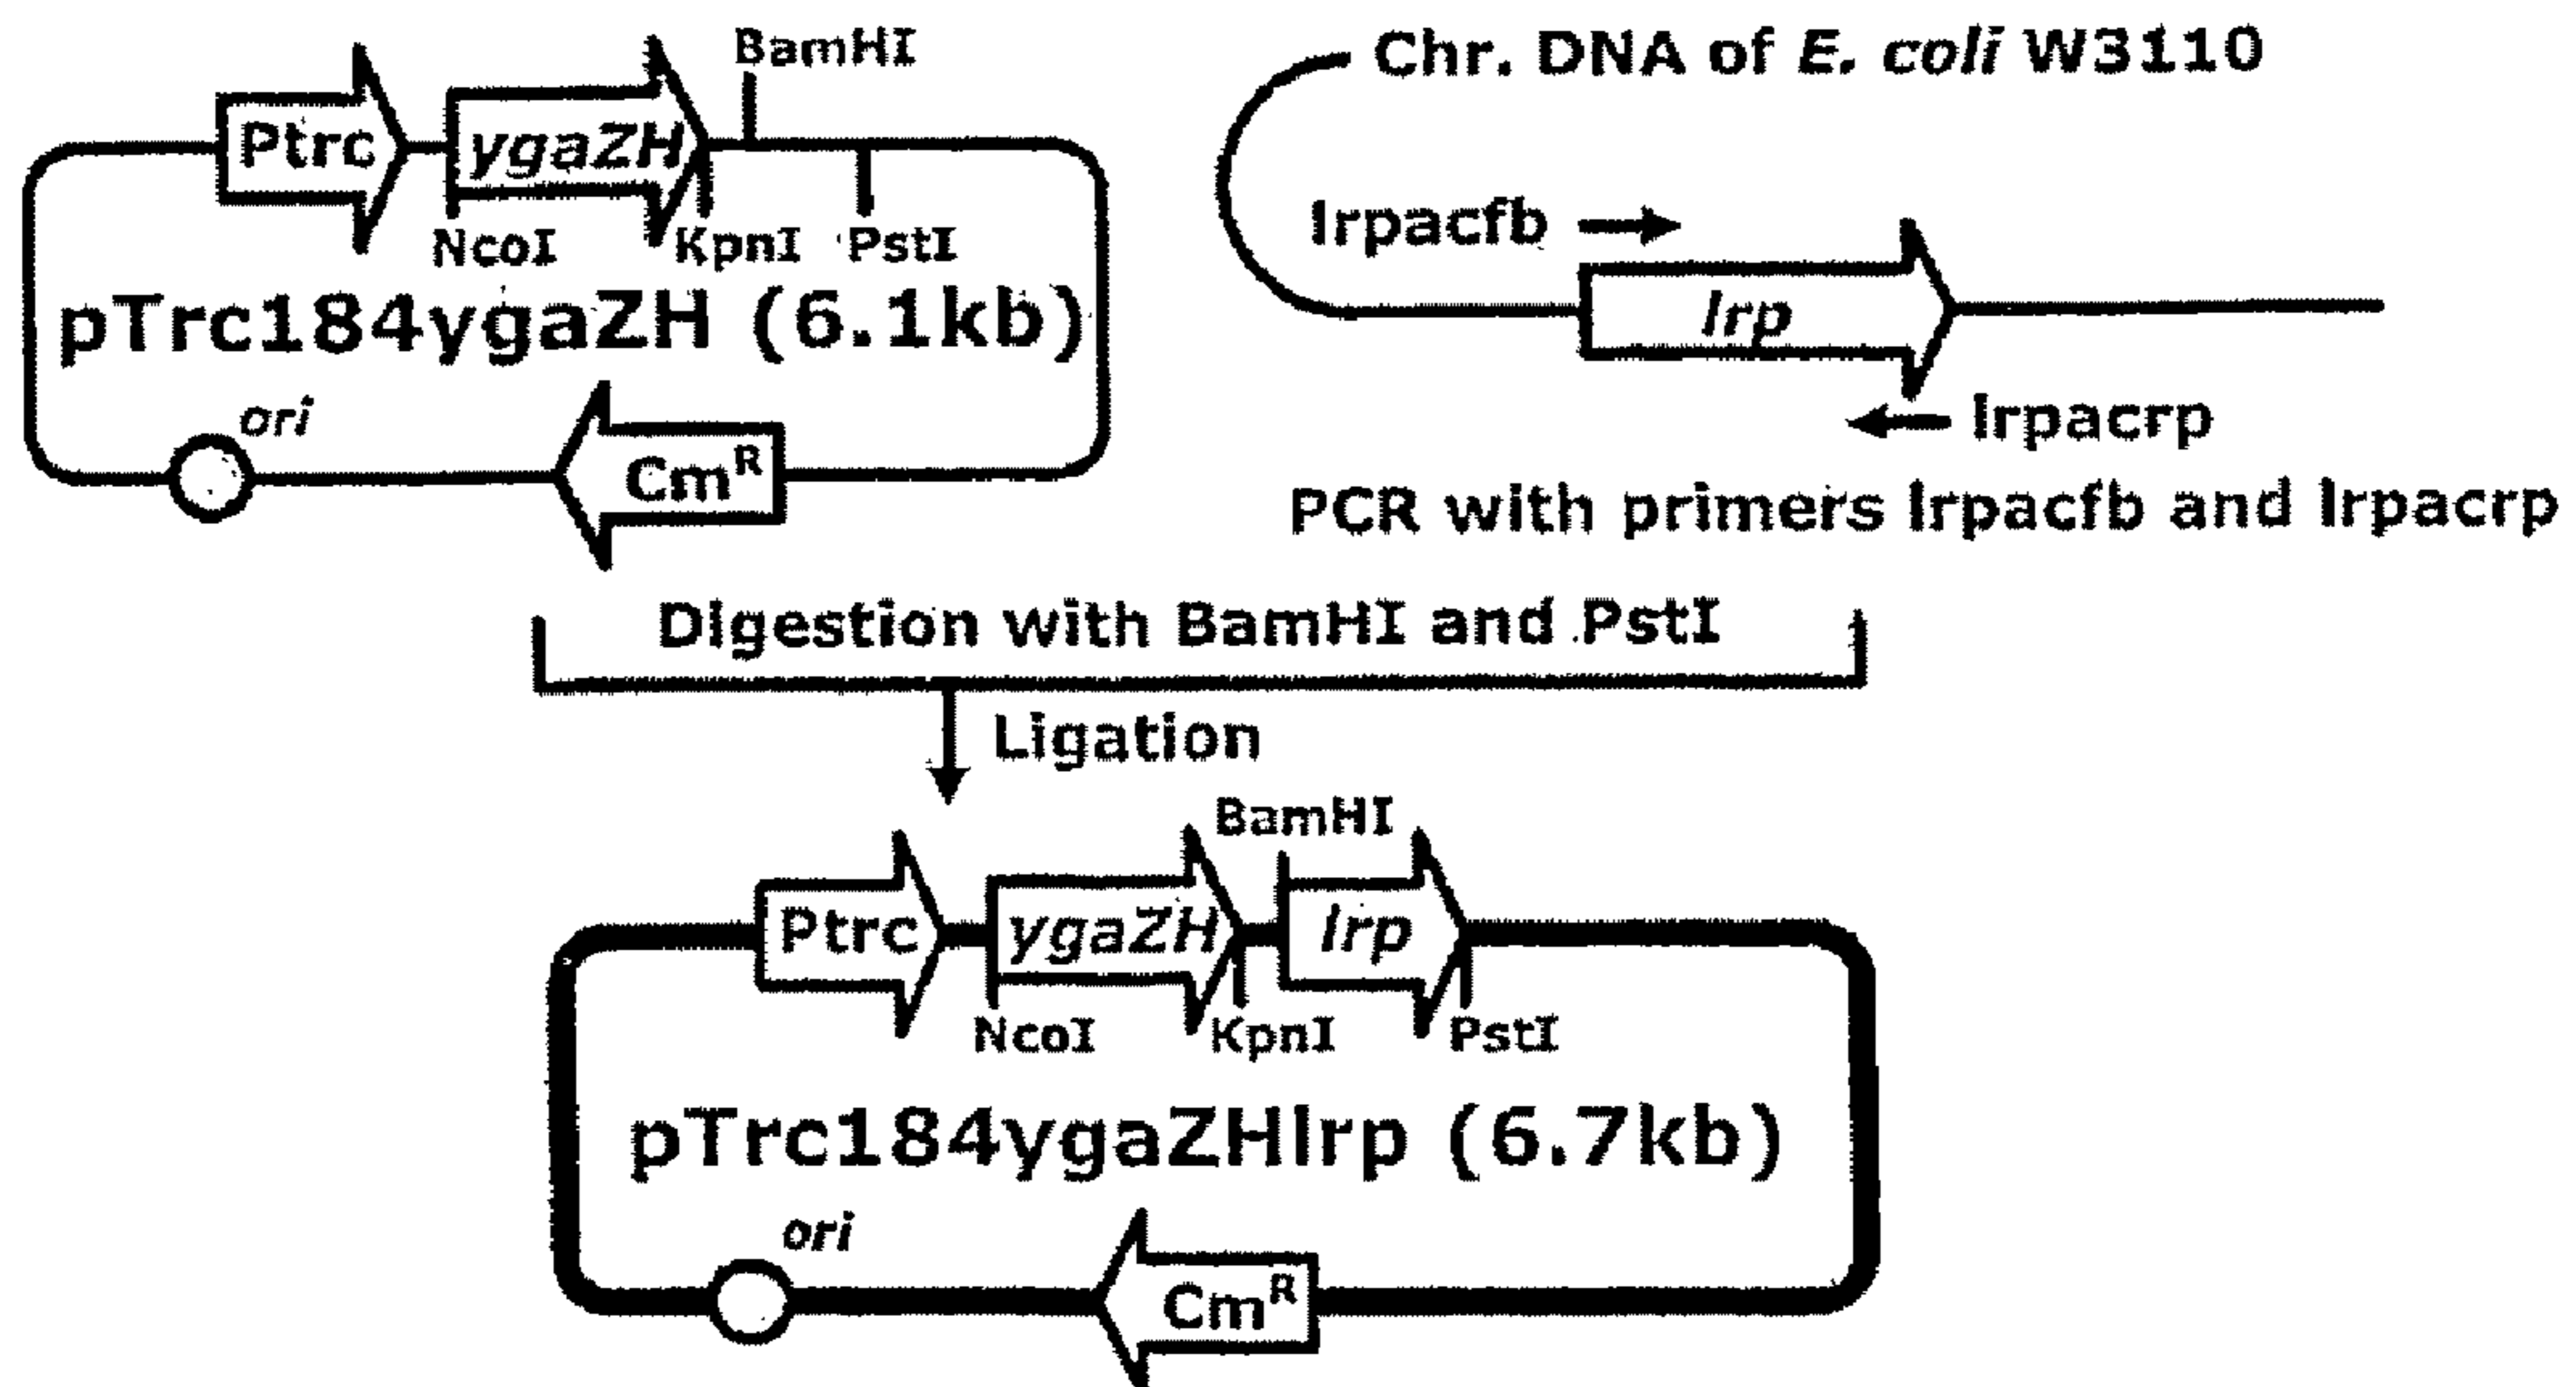 BamHI
Ptrc
ygaZH
NcoI
KpnI
PstI
pTrc184ygaZH (6.1kb)
ori
Cm^R
Chr. DNA of E. coli W3110
lrpacfb
lrp
lrpacrp
PCR with primers lrpacfb and lrpacrp
Digestion with BamHI and PstI
Ligation
BamHI
Ptrc
ygaZH
lrp
NcoI
KpnI
PstI
pTrc184ygaZHlrp (6.7kb)
ori
Cm^R